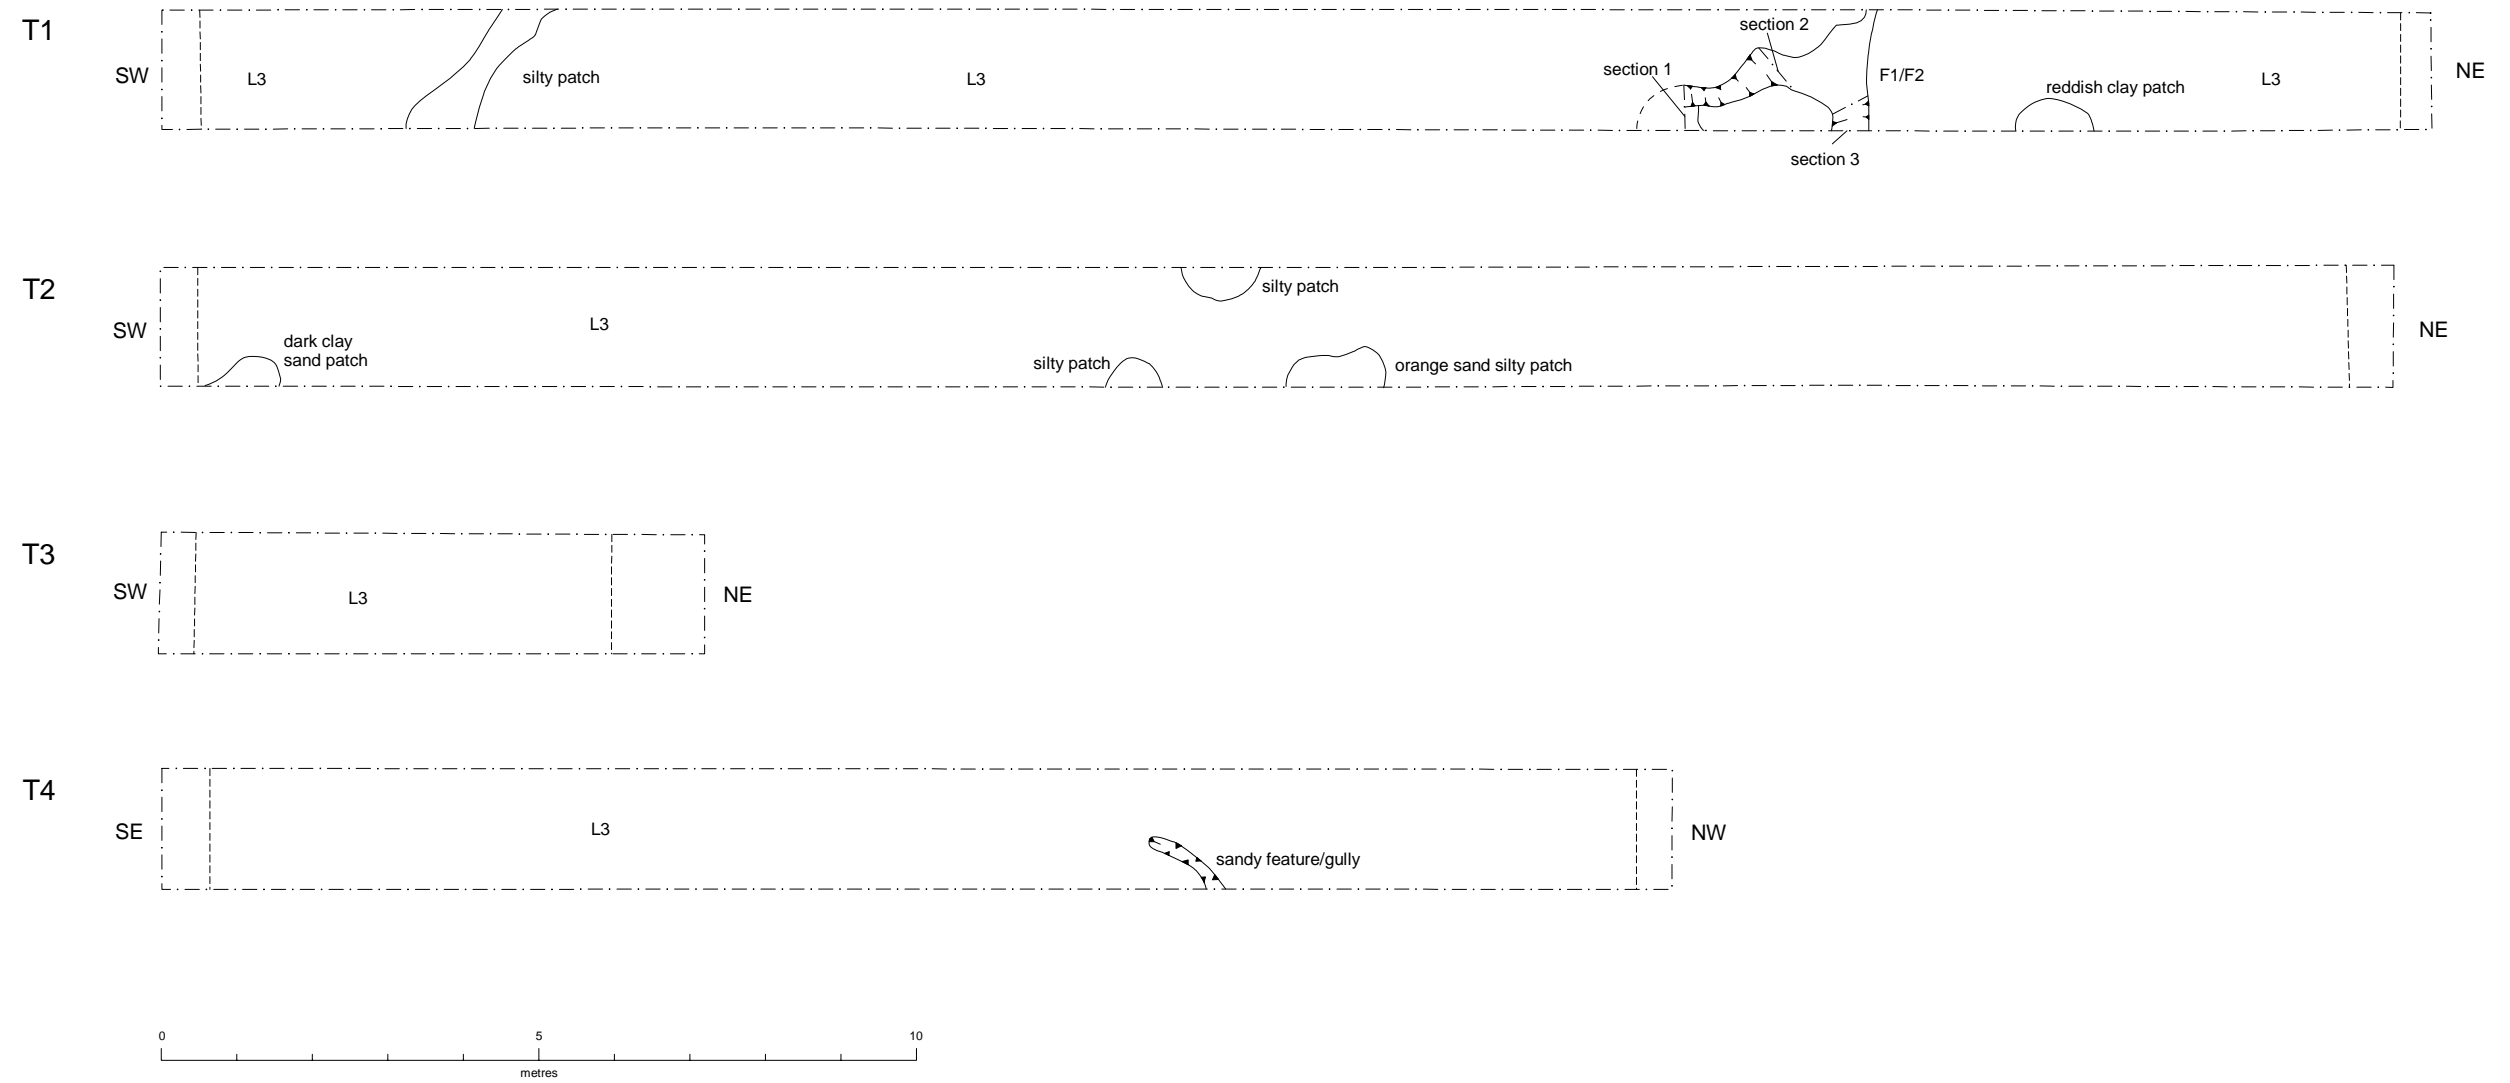 T1
SW
L3
silty patch
L3
section 1
section 2
section 3
F1/F2
reddish clay patch
L3
NE
T2
SW
dark clay
sand patch
L3
silty patch
silty patch
orange sand silty patch
NE
T3
SW
L3
NE
T4
SE
L3
sandy feature/gully
NW
0 5 10
metres